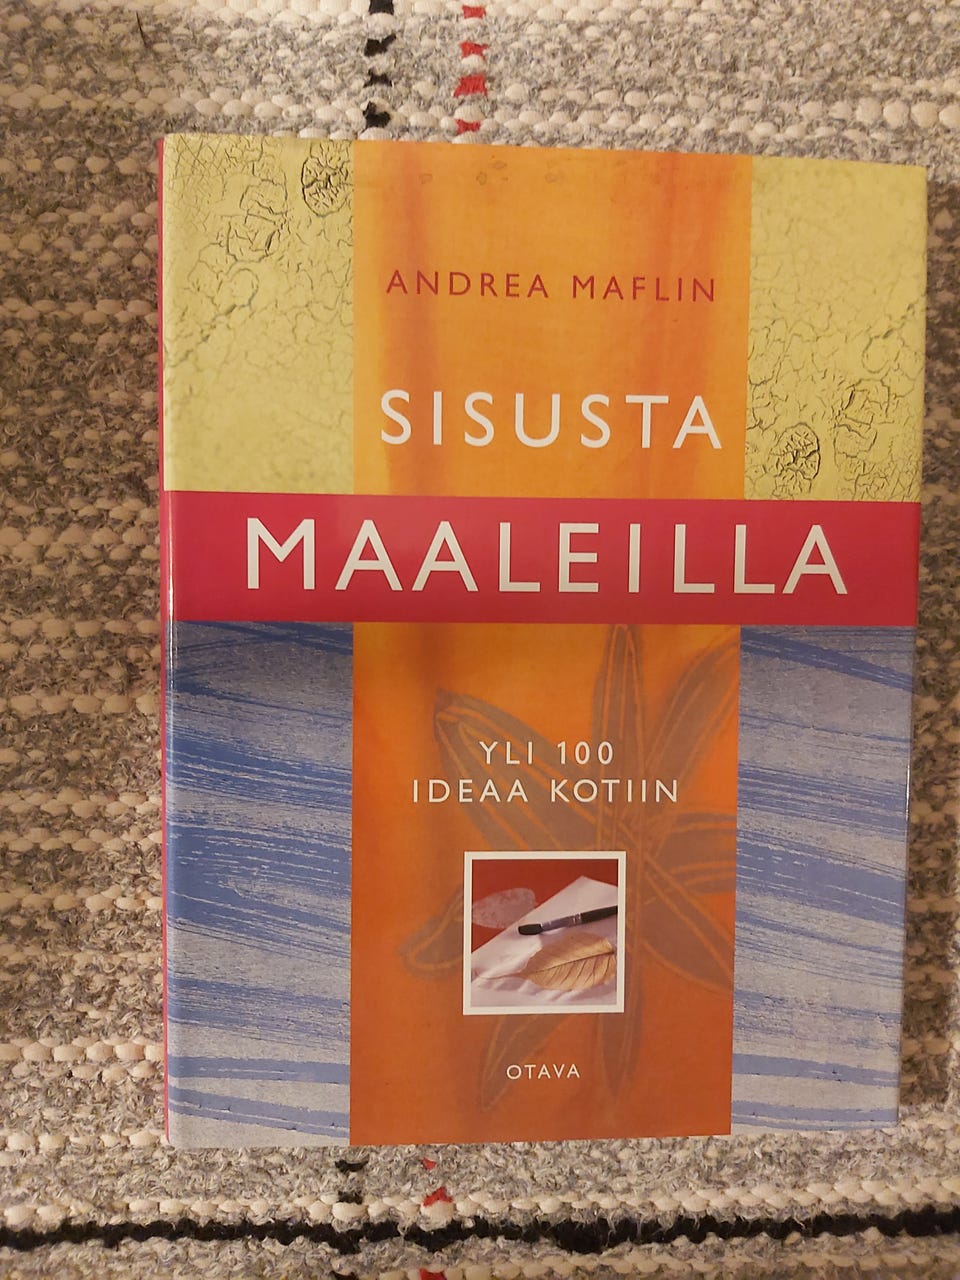 ANDREA MAFLIN
SISUSTA
MAALEILLA
YLI 100
IDEAA KOTIIN
OTAVA